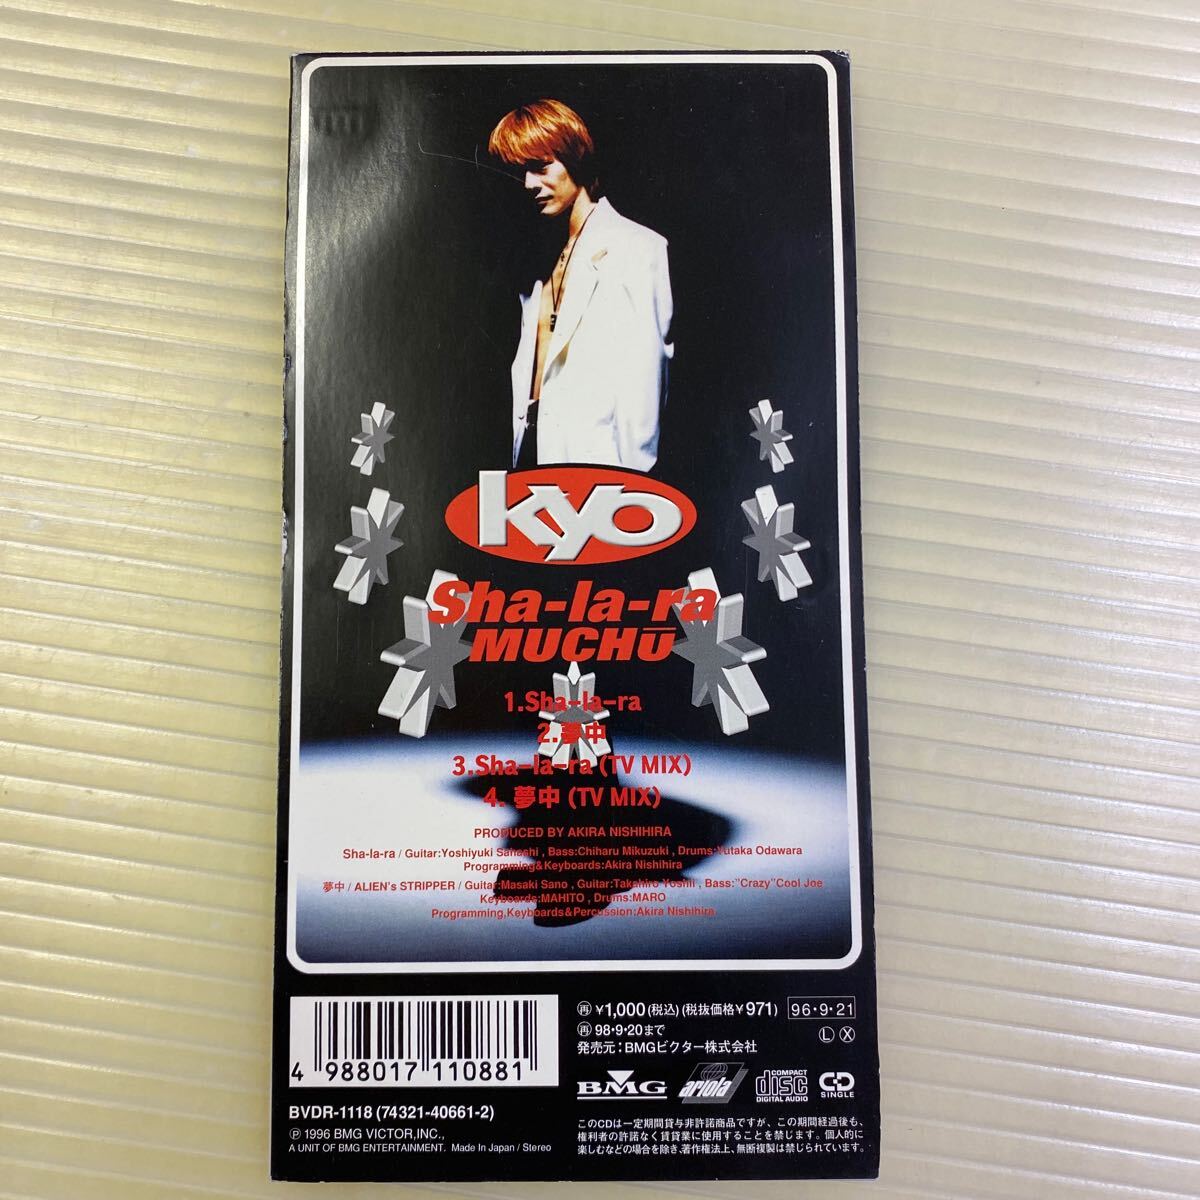 kyo
Sha-la-ra
MUCHŪ
1.Sha-la-ra
2.夢中
3.Sha-la-ra (TV MIX)
4. 夢中 (TV MIX)
PRODUCED BY AKIRA NISHIHIRA
Sha-la-ra / Guitar:Yoshiyuki Sahashi , Bass:Chiharu Mikuzuki , Drums:Yutaka Odawara
Programming&Keyboards:Akira Nishihira
夢中 / ALIEN's STRIPPER / Guitar:Masaki Sano , Guitar:Takahiro Yoshii , Bass:"Crazy"Cool Joe
Keyboards:MAHITO , Drums:MARO
Programming,Keyboards&Percussion:Akira Nishihira
再 ¥1,000 (税込) (税抜価格¥971) 96・9・21
再 98・9・20まで L X
発売元：BMGビクター株式会社
4 988017 110881
BMG ariola COMPACT disc DIGITAL AUDIO CD SINGLE
BVDR-1118 (74321-40661-2)
Ⓟ 1996 BMG VICTOR,INC.,
A UNIT OF BMG ENTERTAINMENT. Made In Japan / Stereo
このCDは一定期間貸与非許諾商品ですが、この期間経過後も、
権利者の許諾なく賃貸業に使用することを禁じます。個人的に
楽しむなどの場合を除き、著作権法上、無断複製は禁じられています。